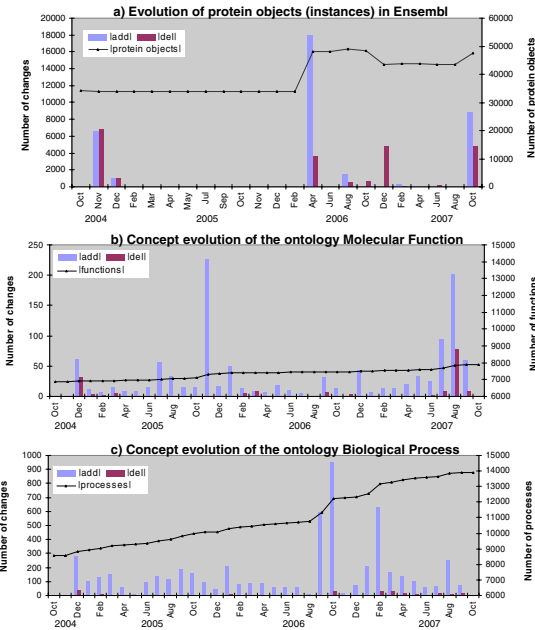 a) Evolution of protein objects (instances) in Ensembl
20000 60000
18000
16000 50000
14000
12000 40000
10000 30000
8000
6000 20000
4000 10000
2000
0 0
Number of changes
Number of protein objects
|add| |del|
|protein objects|
Oct Nov Dec Feb Mar Apr May Jul Sep Oct Nov Dec Feb Apr Jun Aug Oct Dec Feb Apr Jun Aug Oct
2004 2005 2006 2007
b) Concept evolution of the ontology Molecular Function
250 15000
14000
200 13000
12000
150 11000
100 10000
9000
50 8000
7000
0 6000
Number of changes
Number of functions
|add| |del|
|functions|
Oct Dec Feb Apr Jun Aug Oct Dec Feb Apr Jun Aug Oct Dec Feb Apr Jun Aug Oct
2004 2005 2006 2007
c) Concept evolution of the ontology Biological Process
1000 15000
900 14000
800 13000
700 12000
600 11000
500
400 10000
300 9000
200 8000
100 7000
0 6000
Number of changes
Number of processes
|add| |del|
|processes|
Oct Dec Feb Apr Jun Aug Oct Dec Feb Apr Jun Aug Oct Dec Feb Apr Jun Aug Oct
2004 2005 2006 2007